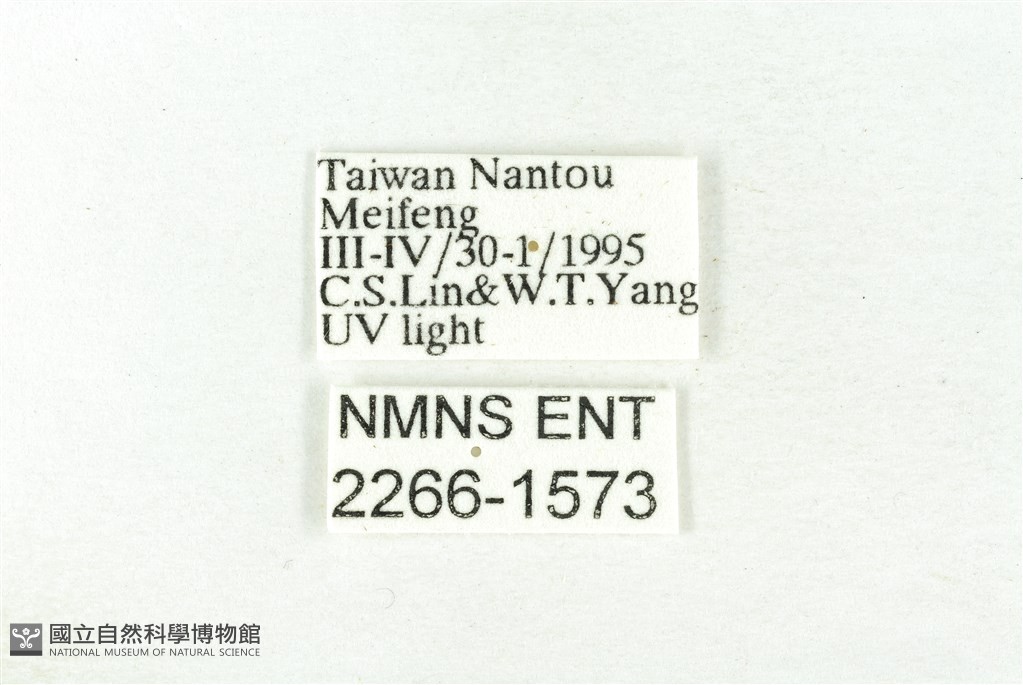 Taiwan Nantou
Meifeng
III-IV/30-1/1995
C.S.Lin&W.T.Yang
UV light
NMNS ENT
2266-1573
國立自然科學博物館
NATIONAL MUSEUM OF NATURAL SCIENCE